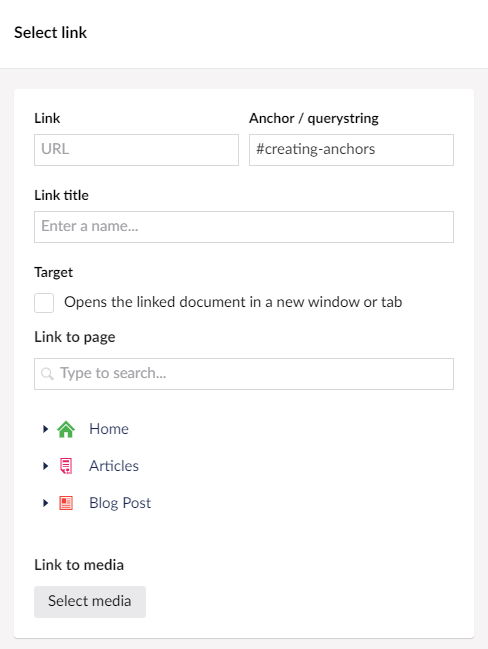 Select link
Link
Anchor / querystring
URL
#creating-anchors
Link title
Enter a name...
Target
Opens the linked document in a new window or tab
Link to page
Type to search...
Home
Articles
Blog Post
Link to media
Select media